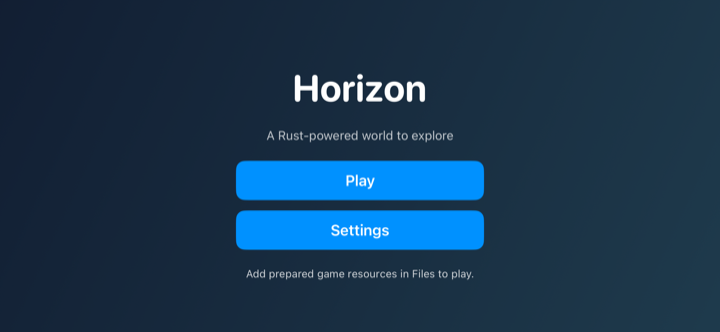 Horizon
A Rust-powered world to explore
Play
Settings
Add prepared game resources in Files to play.